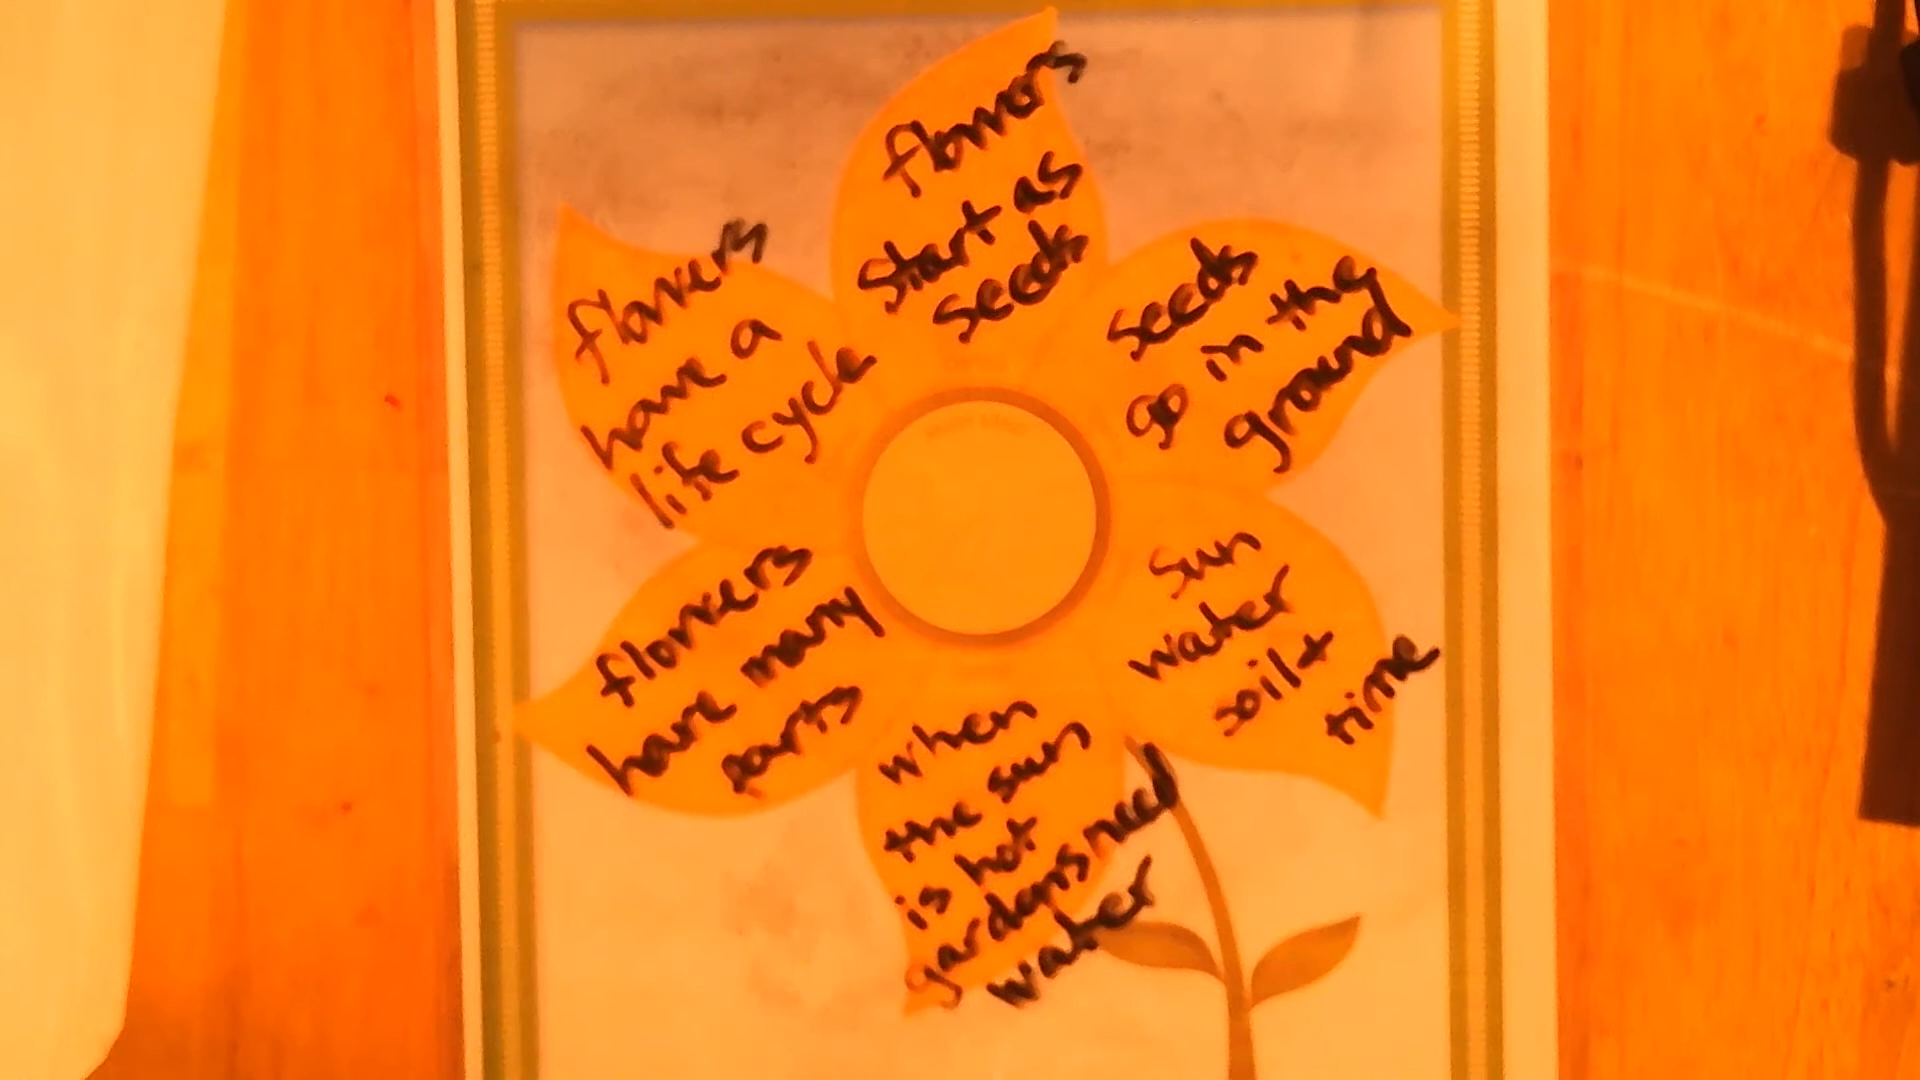 flowers
start as
seeds
seeds
go in the
ground
sun
water
soil +
time
when
the sun
is hot
gardens need
water
flowers
have many
parts
flowers
have a
life cycle